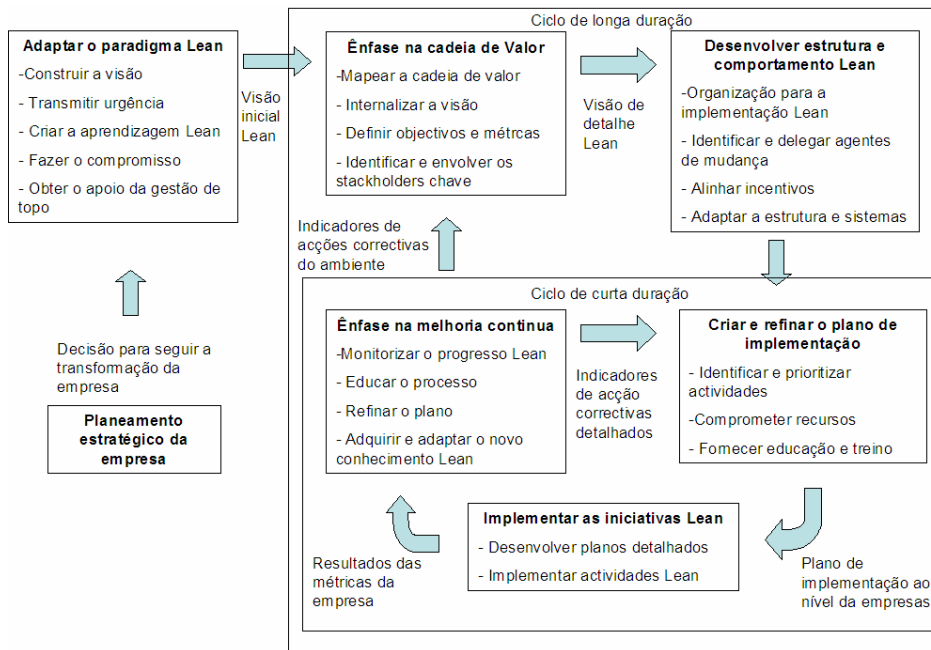 Ciclo de longa duração
Adaptar o paradigma Lean
-Construir a visão
- Transmitir urgência
- Criar a aprendizagem Lean
- Fazer o compromisso
- Obter o apoio da gestão de
topo
Visão
inicial
Lean
Ênfase na cadeia de Valor
-Mapear a cadeia de valor
- Internalizar a visão
- Definir objectivos e métrcas
- Identificar e envolver os
stackholders chave
Visão de
detalhe
Lean
Desenvolver estrutura e
comportamento Lean
-Organização para a
implementação Lean
- Identificar e delegar agentes
de mudança
- Alinhar incentivos
- Adaptar a estrutura e sistemas
Indicadores de
acções correctivas
do ambiente
Ciclo de curta duração
Ênfase na melhoria continua
-Monitorizar o progresso Lean
- Educar o processo
- Refinar o plano
- Adquirir e adaptar o novo
conhecimento Lean
Indicadores
de acção
correctivas
detalhados
Criar e refinar o plano de
implementação
- Identificar e prioritizar
actividades
-Comprometer recursos
- Fornecer educação e treino
Decisão para seguir a
transformação da
empresa
Planeamento
estratégico da
empresa
Implementar as iniciativas Lean
- Desenvolver planos detalhados
- Implementar actividades Lean
Resultados das
métricas da
empresa
Plano de
implementação ao
nível da empresas